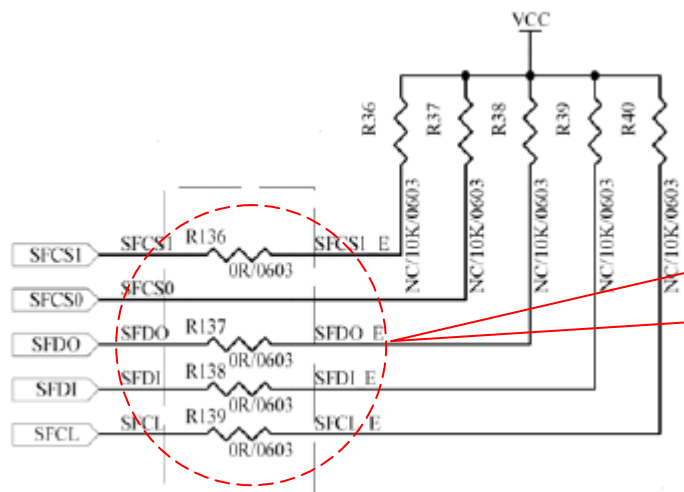 VCC
R36
R37
R38
R39
R40
NC/10K/0603
NC/10K/0603
NC/10K/0603
NC/10K/0603
NC/10K/0603
SFCS1
SFCS1
R136
0R/0603
SFCS1_E
SFCS0
SFCS0
SFDO
SFDO
R137
0R/0603
SFDO_E
SFDI
SFDI
R138
0R/0603
SFDI_E
SFCL
SFCL
R139
0R/0603
SFCL_E